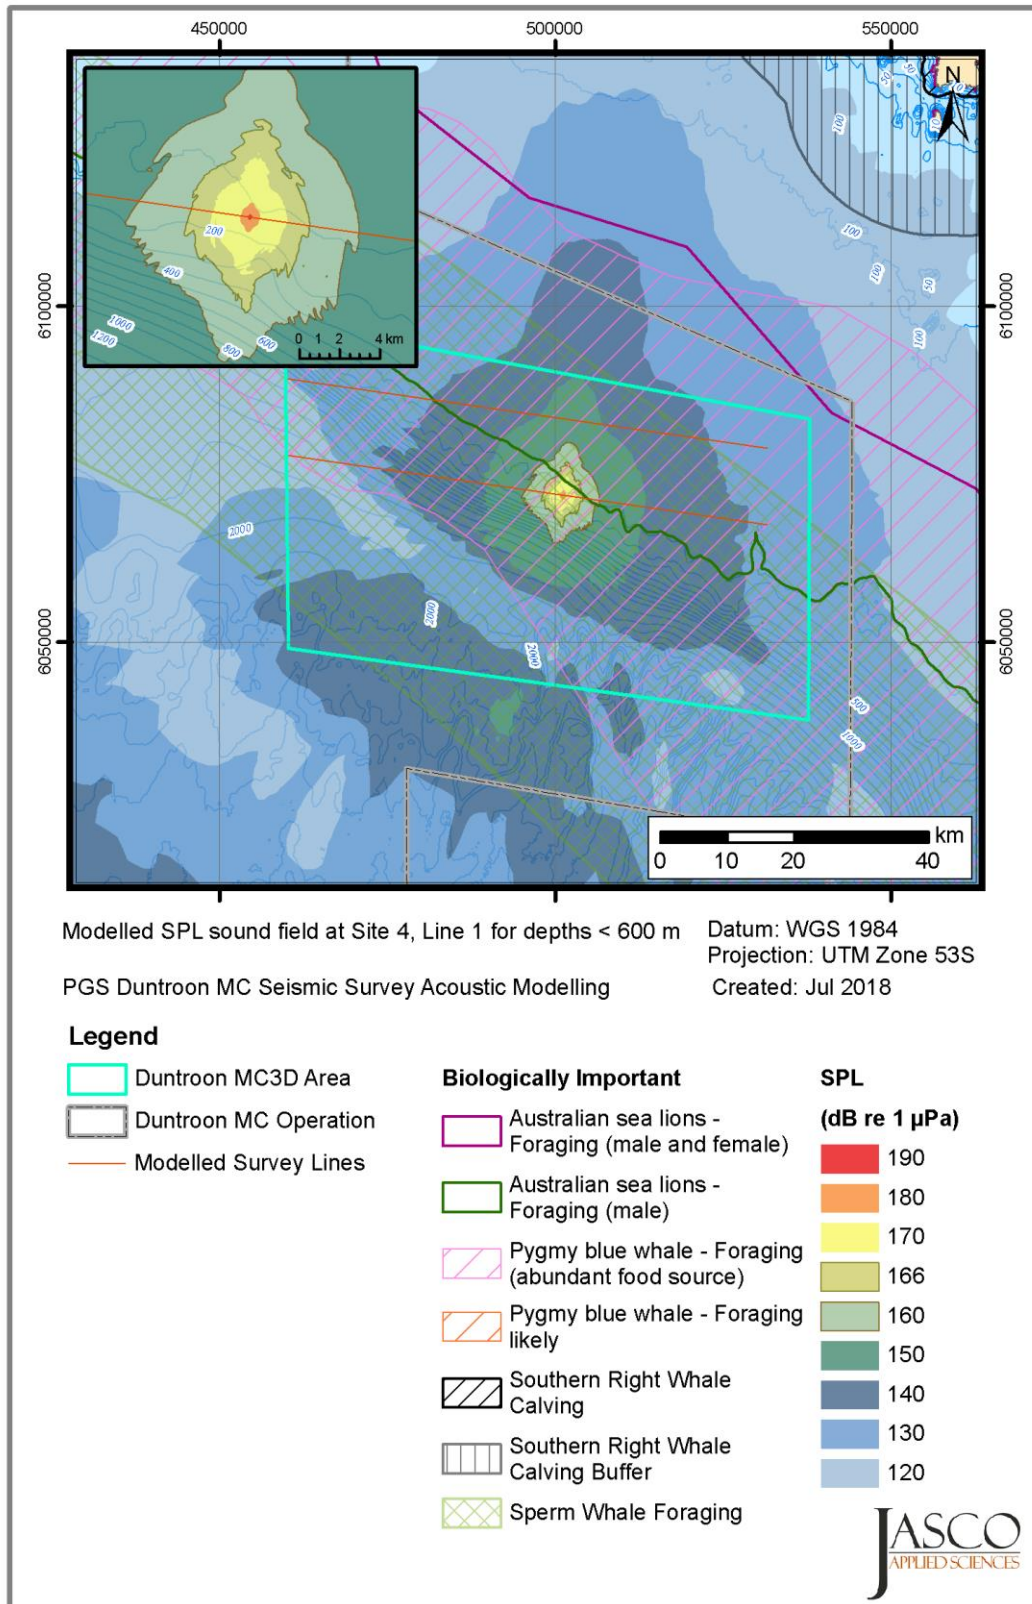 450000
500000
550000
6100000
6050000
6100000
6050000
N
50
50
50
10
10
100
100
100
100
50
100
200
400
600
800
1000
1200
0 1 2 4 km
2000
2000
2000
500
1000
km
0 10 20 40
Modelled SPL sound field at Site 4, Line 1 for depths < 600 m
Datum: WGS 1984
Projection: UTM Zone 53S
PGS Duntroon MC Seismic Survey Acoustic Modelling
Created: Jul 2018
Legend
Duntroon MC3D Area
Duntroon MC Operation
Modelled Survey Lines
Biologically Important
Australian sea lions -
Foraging (male and female)
Australian sea lions -
Foraging (male)
Pygmy blue whale - Foraging
(abundant food source)
Pygmy blue whale - Foraging
likely
Southern Right Whale
Calving
Southern Right Whale
Calving Buffer
Sperm Whale Foraging
SPL
(dB re 1 µPa)
190
180
170
166
160
150
140
130
120
JASCO
APPLIED SCIENCES